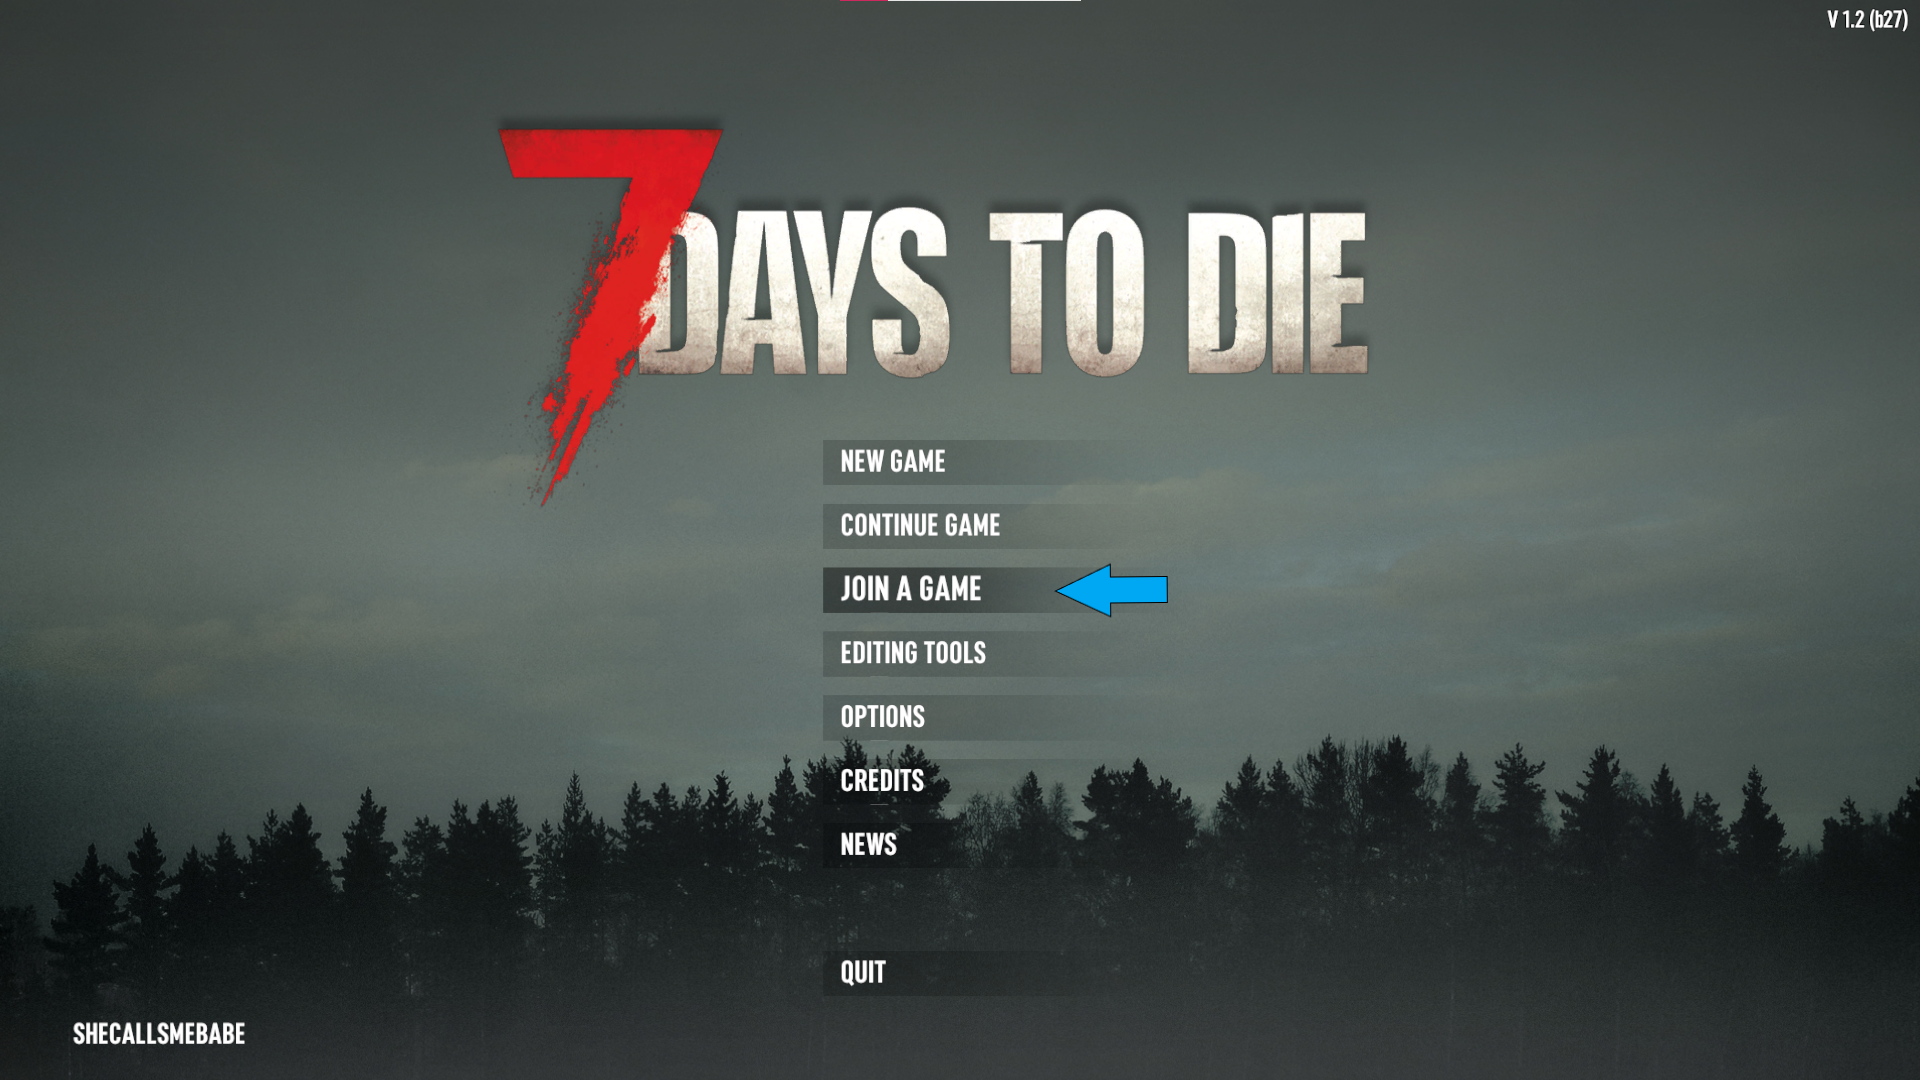 V 1.2 (b27)
7 DAYS TO DIE
NEW GAME
CONTINUE GAME
JOIN A GAME
EDITING TOOLS
OPTIONS
CREDITS
NEWS
QUIT
SHECALLSMEBABE